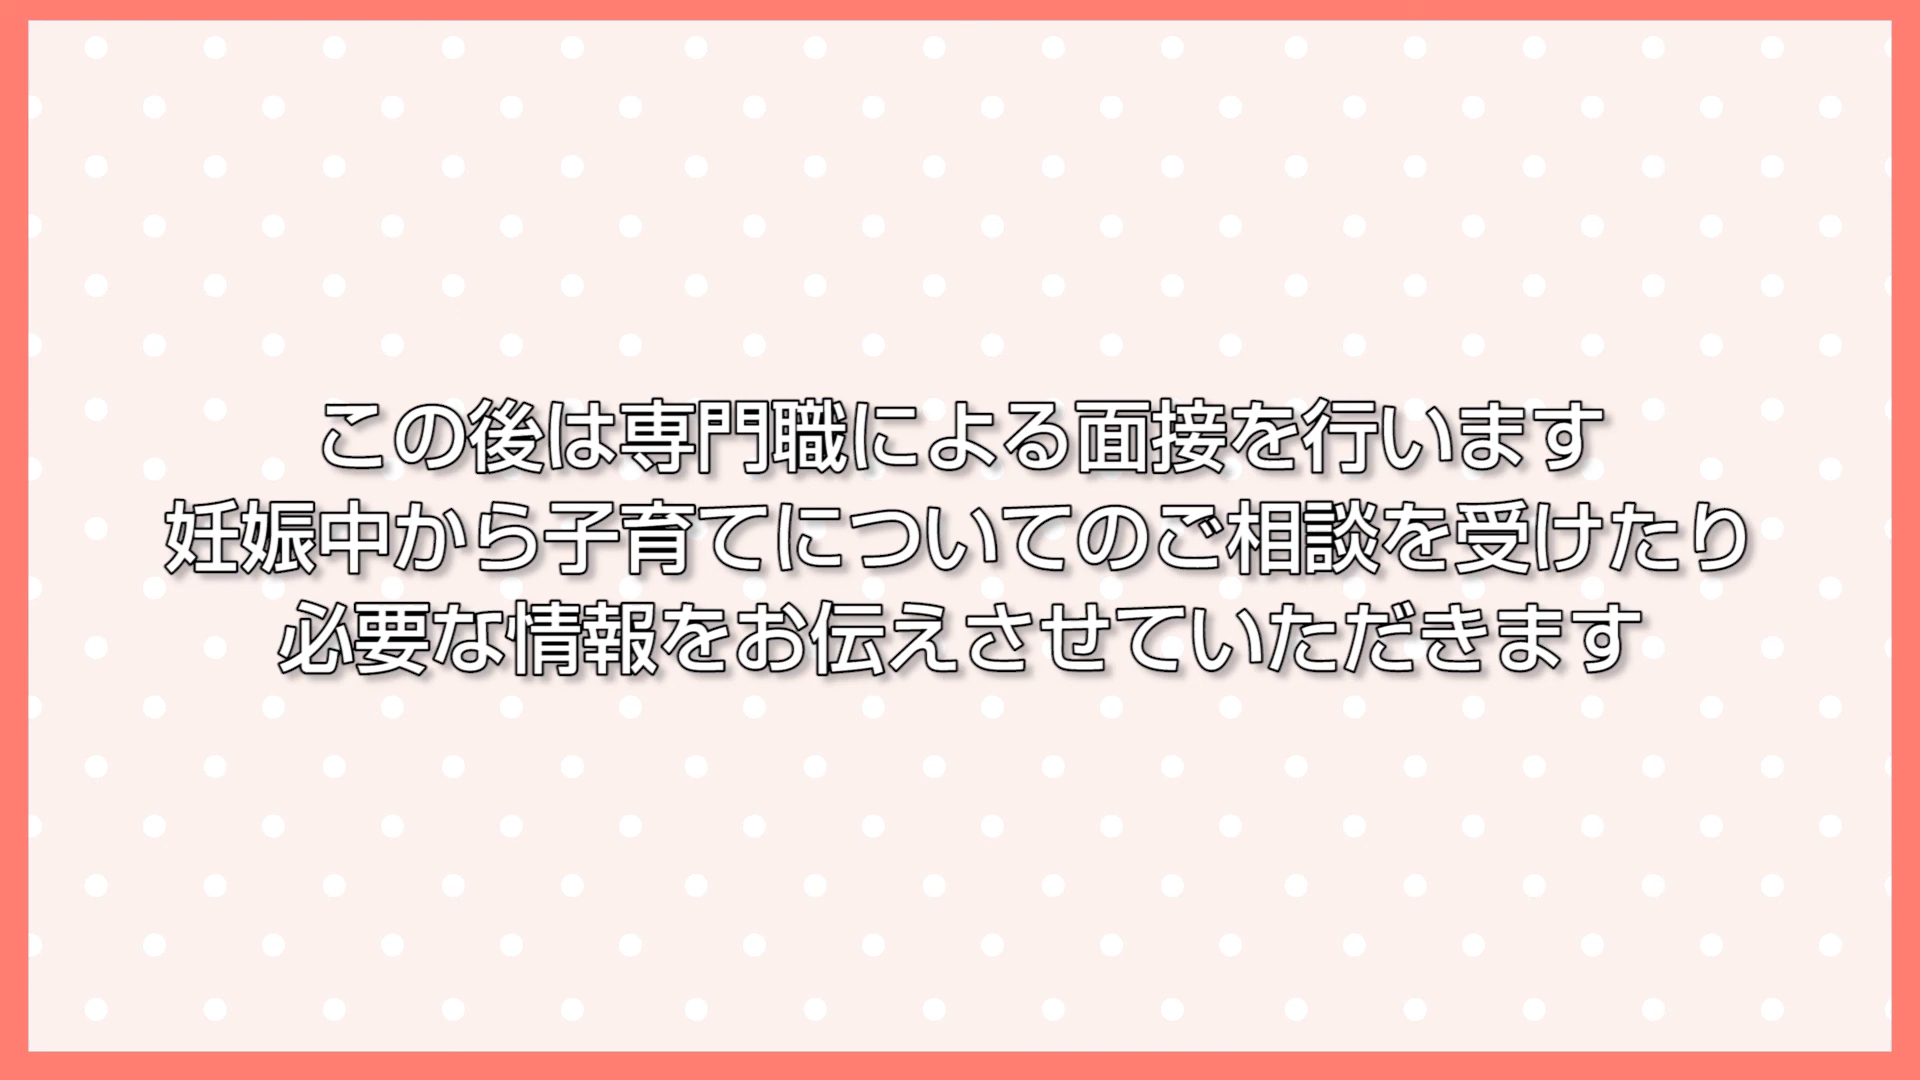 この後は専門職による面接を行います
妊娠中から子育てについてのご相談を受けたり
必要な情報をお伝えさせていただきます